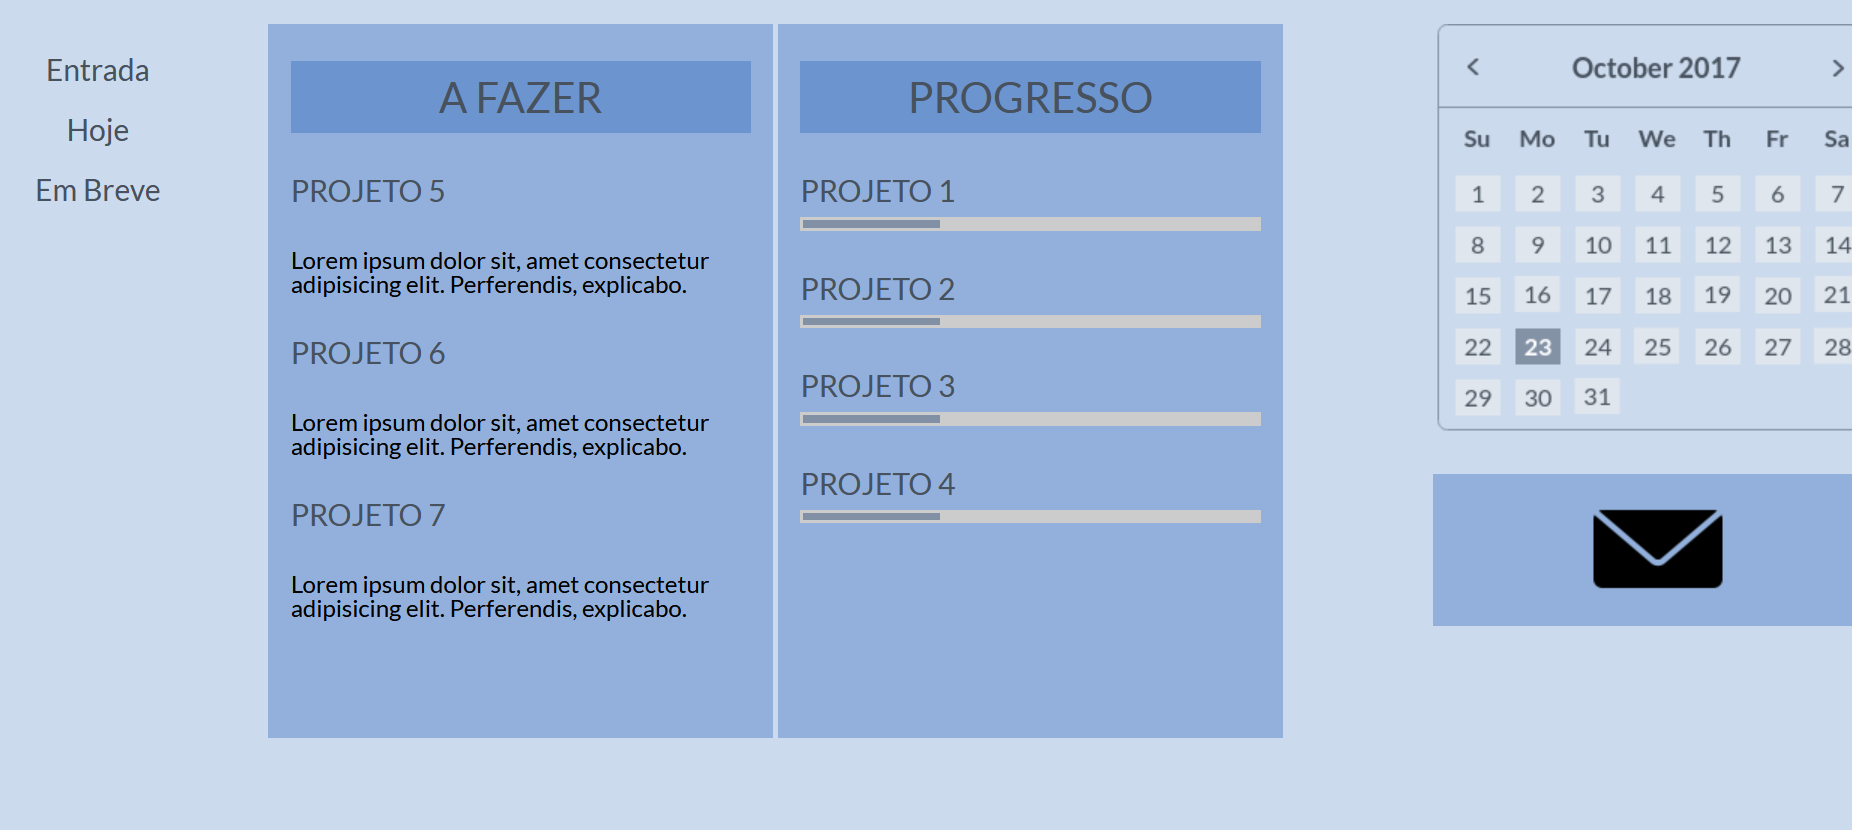 Entrada
Hoje
Em Breve
A FAZER
PROJETO 5
Lorem ipsum dolor sit, amet consectetur
adipisicing elit. Perferendis, explicabo.
PROJETO 6
Lorem ipsum dolor sit, amet consectetur
adipisicing elit. Perferendis, explicabo.
PROJETO 7
Lorem ipsum dolor sit, amet consectetur
adipisicing elit. Perferendis, explicabo.
PROGRESSO
PROJETO 1
PROJETO 2
PROJETO 3
PROJETO 4
< October 2017 >
Su Mo Tu We Th Fr Sa
1 2 3 4 5 6 7
8 9 10 11 12 13 14
15 16 17 18 19 20 21
22 23 24 25 26 27 28
29 30 31